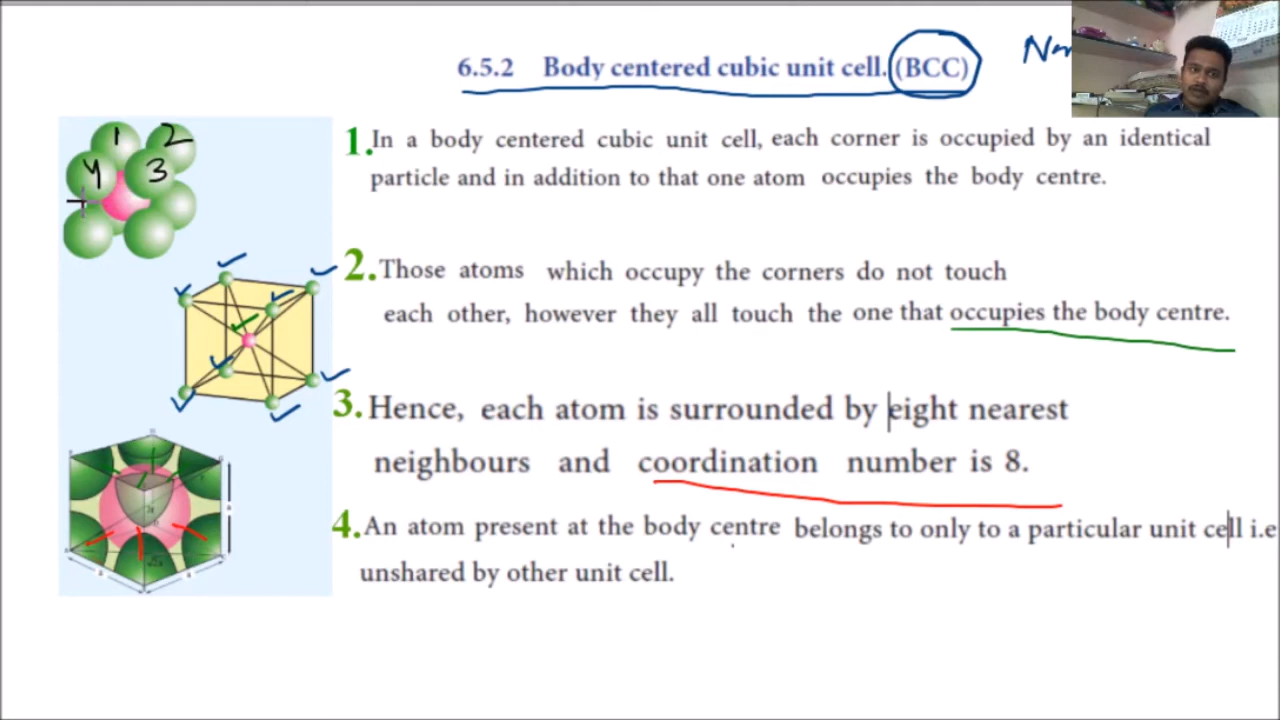 6.5.2 Body centered cubic unit cell. (BCC)
1 2
4 3
1. In a body centered cubic unit cell, each corner is occupied by an identical
particle and in addition to that one atom occupies the body centre.
2. Those atoms which occupy the corners do not touch
each other, however they all touch the one that occupies the body centre.
3. Hence, each atom is surrounded by eight nearest
neighbours and coordination number is 8.
4. An atom present at the body centre belongs to only to a particular unit cell i.e
unshared by other unit cell.